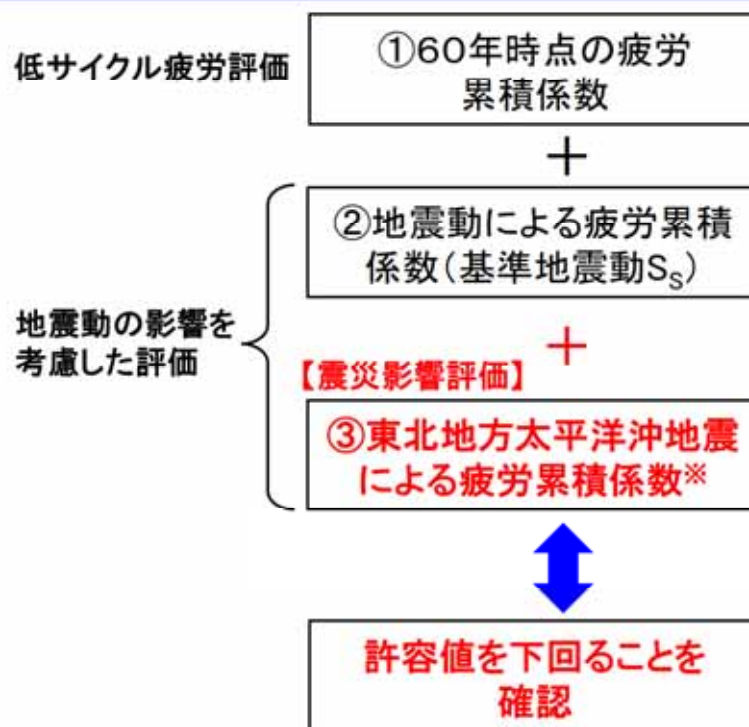 低サイクル疲労評価
①60年時点の疲労
累積係数
＋
②地震動による疲労累積
係数(基準地震動Ss)
地震動の影響を
考慮した評価
＋
【震災影響評価】
③東北地方太平洋沖地震
による疲労累積係数※
許容値を下回ることを
確認